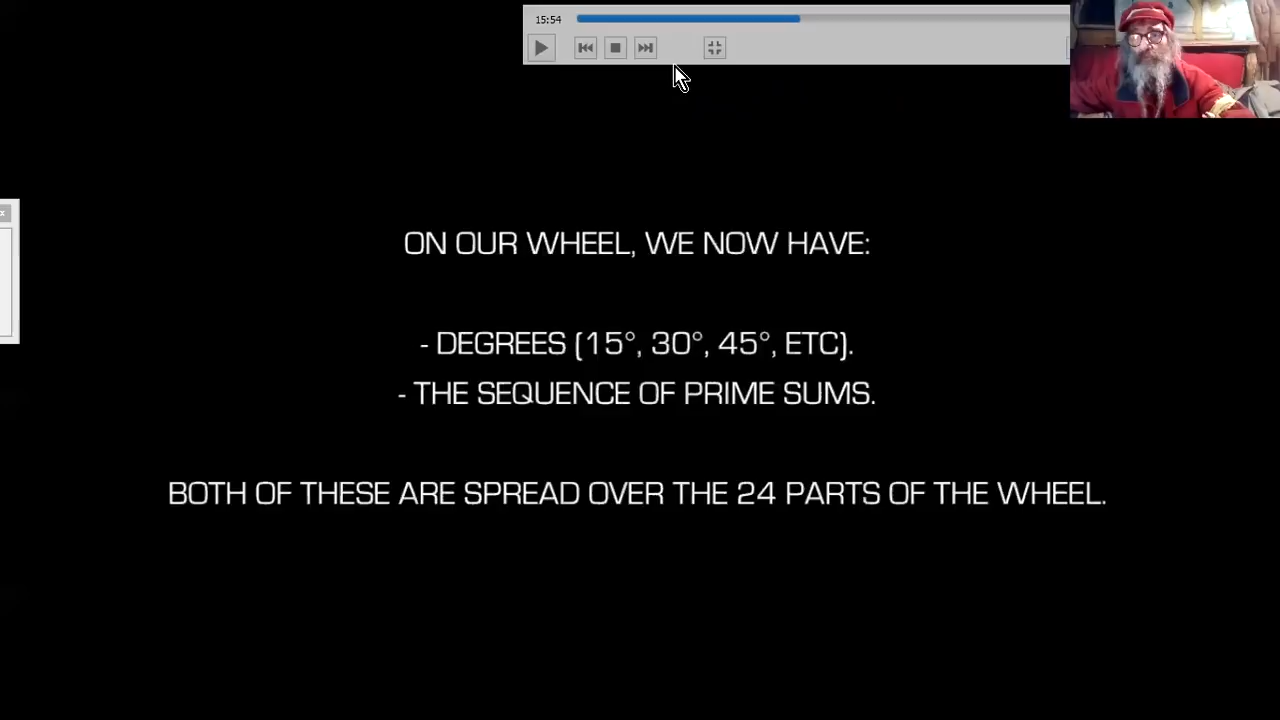 15:54
ON OUR WHEEL, WE NOW HAVE:
- DEGREES (15°, 30°, 45°, ETC).
- THE SEQUENCE OF PRIME SUMS.
BOTH OF THESE ARE SPREAD OVER THE 24 PARTS OF THE WHEEL.